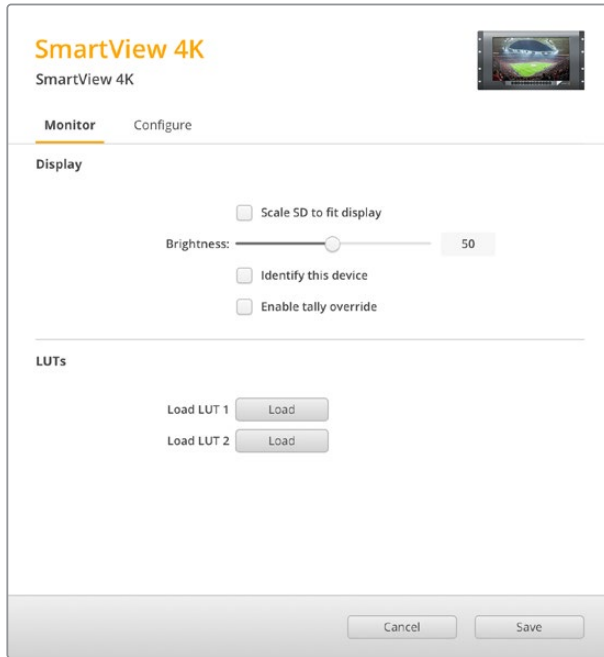 SmartView 4K
SmartView 4K
Monitor Configure
Display
Scale SD to fit display
Brightness: 50
Identify this device
Enable tally override
LUTs
Load LUT 1 Load
Load LUT 2 Load
Cancel Save